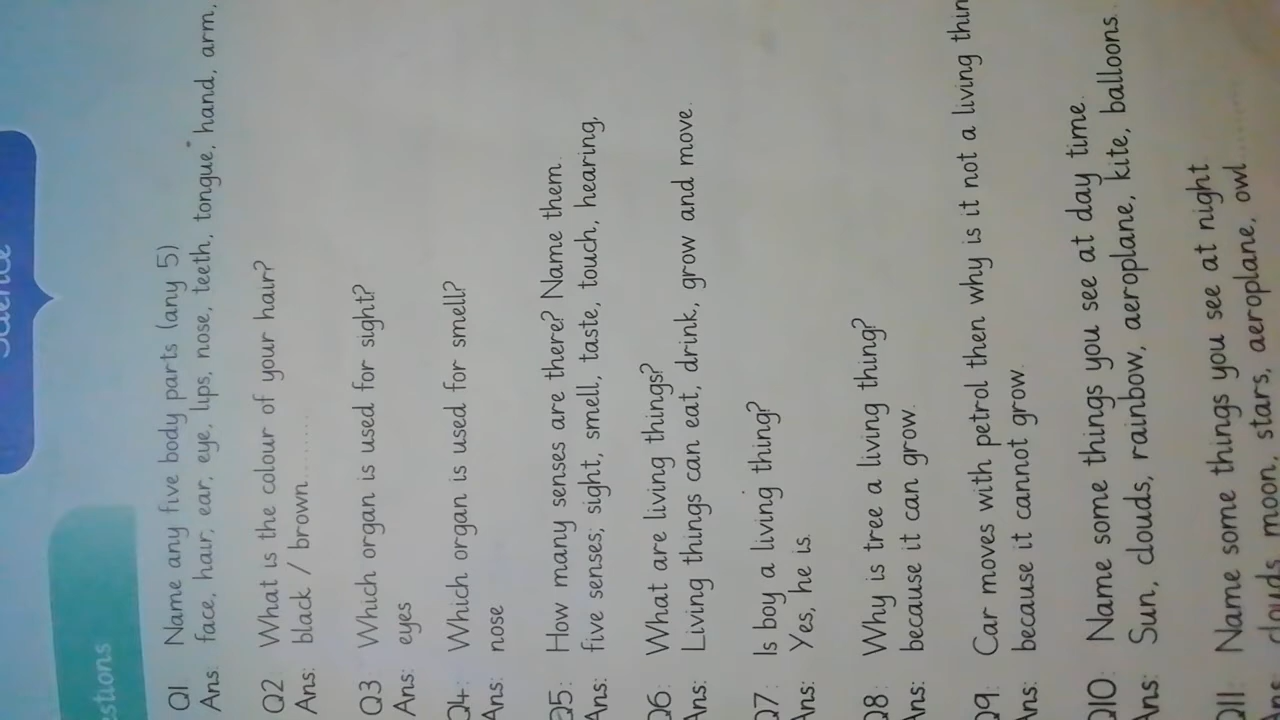 Science
estions
Q1 Name any five body parts (any 5)
Ans: face, hair, ear, eye, lips, nose, teeth, tongue, hand, arm,
Q2 What is the colour of your hair?
Ans: black / brown..........
Q3 Which organ is used for sight?
Ans: eyes
Q4: Which organ is used for smell?
Ans: nose
Q5: How many senses are there? Name them.
Ans: five senses; sight, smell, taste, touch, hearing,
Q6: What are living things?
Ans: Living things can eat, drink, grow and move.
Q7: Is boy a living thing?
Ans: Yes, he is.
Q8: Why is tree a living thing?
Ans: because it can grow.
Q9: Car moves with petrol then why is it not a living thin
Ans: because it cannot grow.
Q10: Name some things you see at day time.
Ans: Sun, clouds, rainbow, aeroplane, kite, balloons.
Q11: Name some things you see at night
Ans: clouds, moon, stars, aeroplane, owl..........